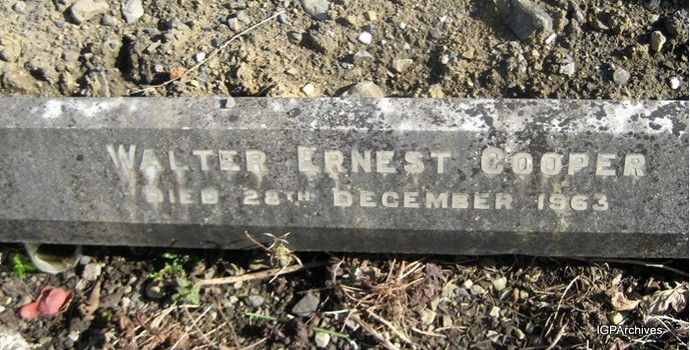 WALTER ERNEST COOPER
DIED 28TH DECEMBER 1963
IGPArchives